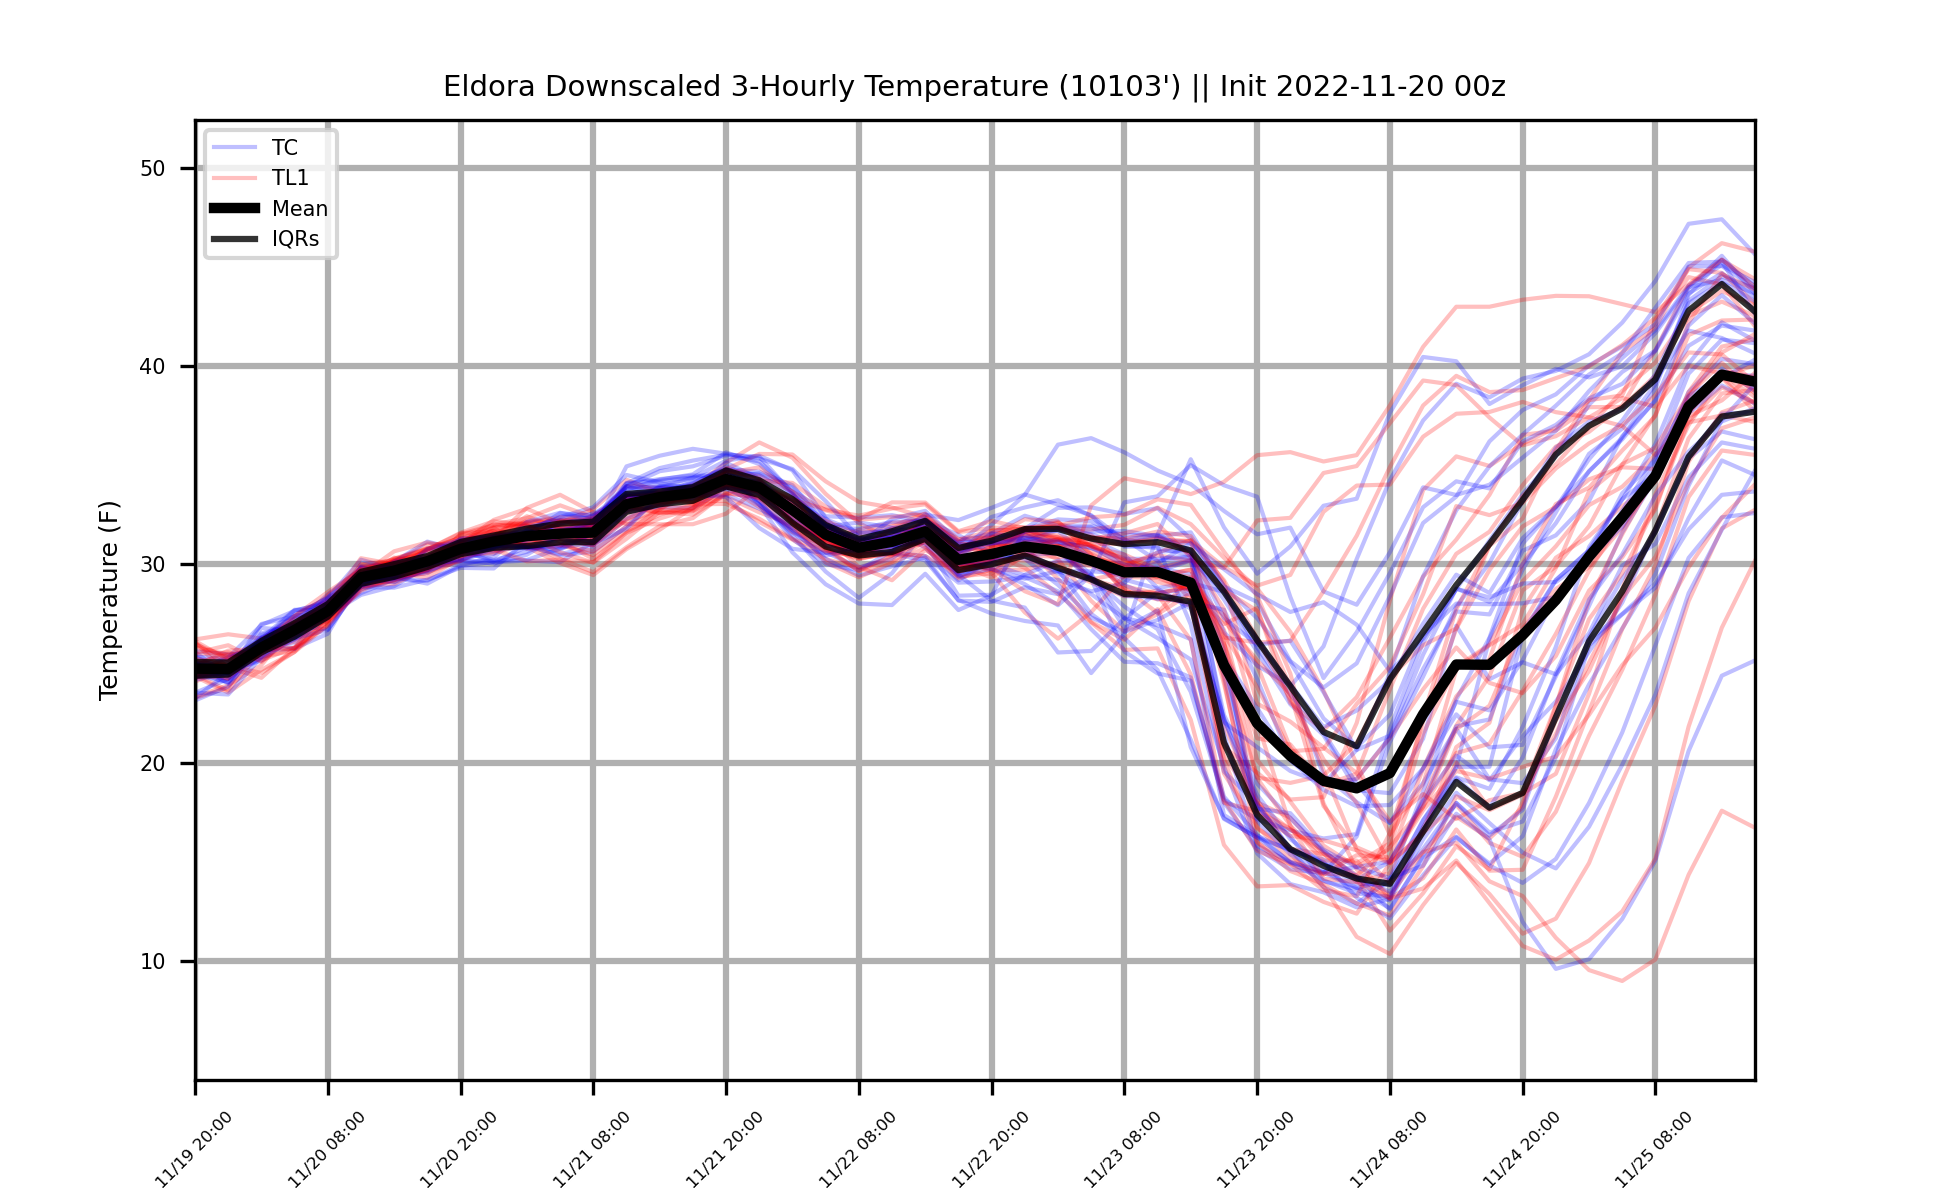 Eldora Downscaled 3-Hourly Temperature (10103') || Init 2022-11-20 00z
TC
TL1
Mean
IQRs
Temperature (F)
50
40
30
20
10
11/19 20:00
11/20 08:00
11/20 20:00
11/21 08:00
11/21 20:00
11/22 08:00
11/22 20:00
11/23 08:00
11/23 20:00
11/24 08:00
11/24 20:00
11/25 08:00